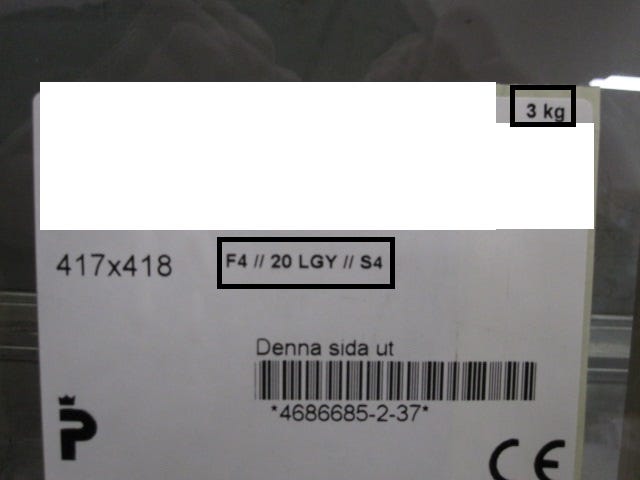 3 kg
417x418 F4 // 20 LGY // S4
Denna sida ut
*4686685-2-37*
P
CE